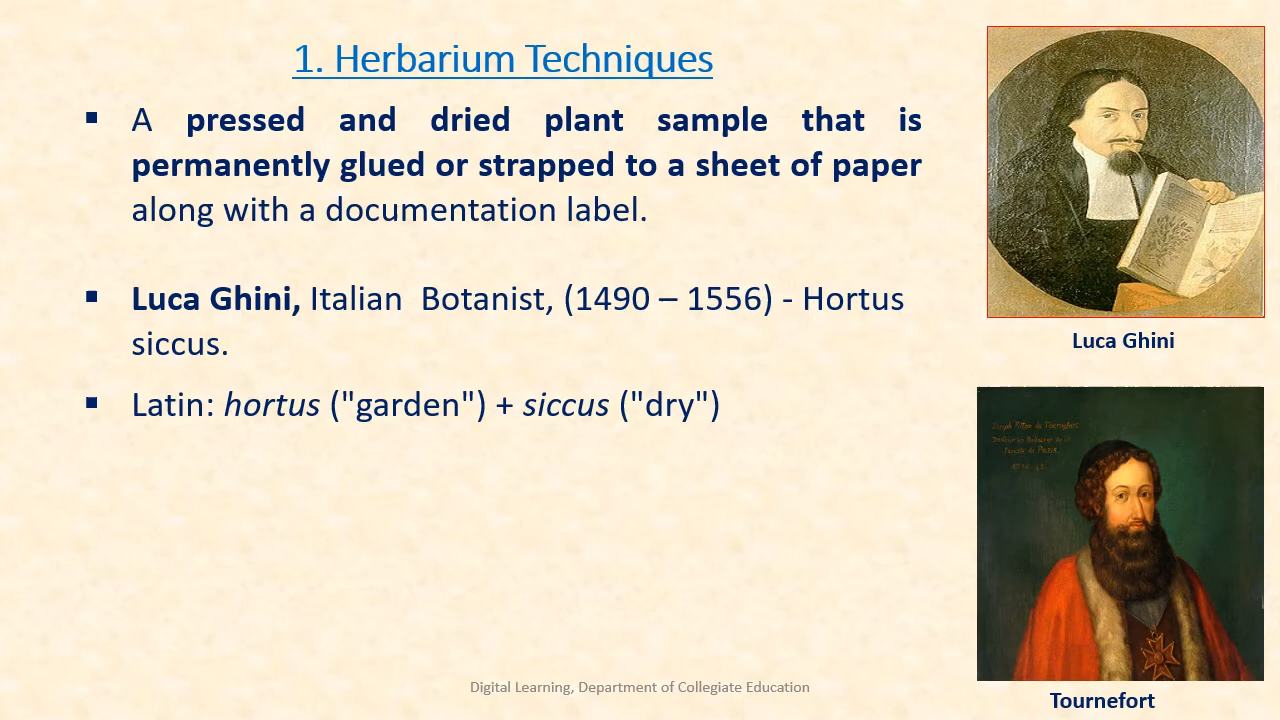 1. Herbarium Techniques
▪ A pressed and dried plant sample that is
permanently glued or strapped to a sheet of paper
along with a documentation label.
▪ Luca Ghini, Italian Botanist, (1490 – 1556) - Hortus
siccus.
▪ Latin: hortus ("garden") + siccus ("dry")
Luca Ghini
Tournefort
Digital Learning, Department of Collegiate Education